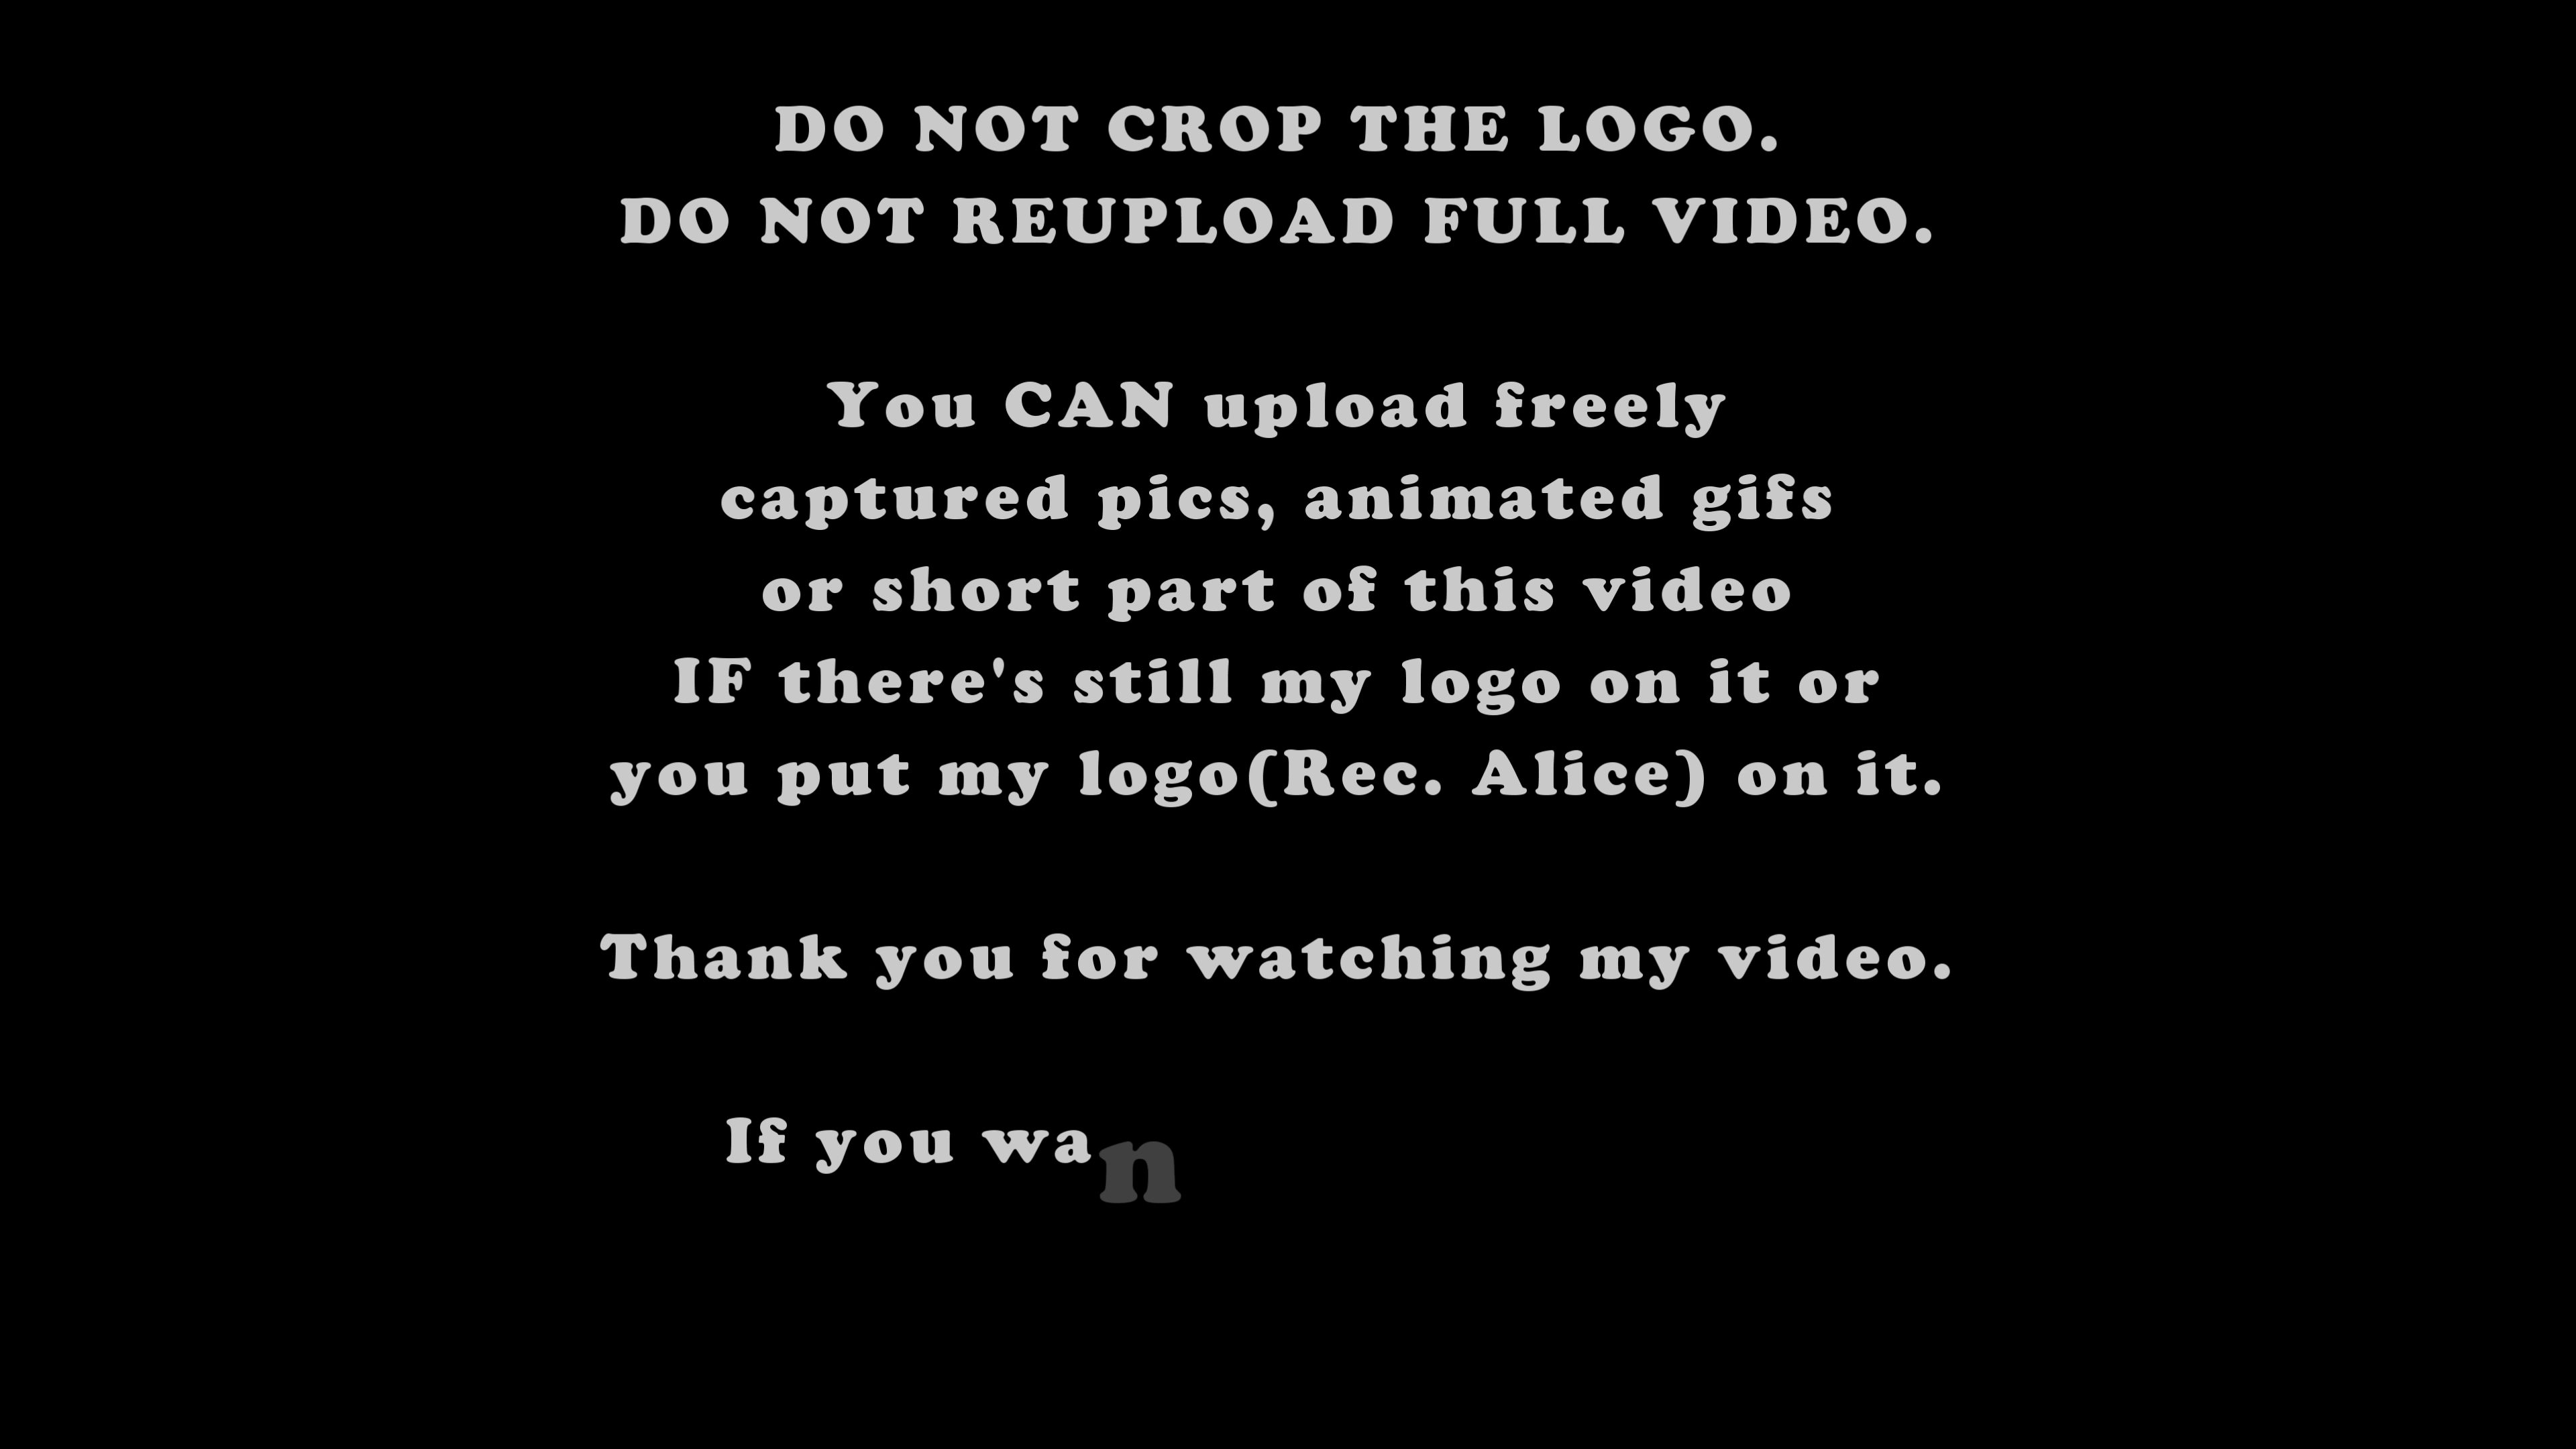 DO NOT CROP THE LOGO.
DO NOT REUPLOAD FULL VIDEO.
You CAN upload freely
captured pics, animated gifs
or short part of this video
IF there's still my logo on it or
you put my logo(Rec. Alice) on it.
Thank you for watching my video.
If you wan